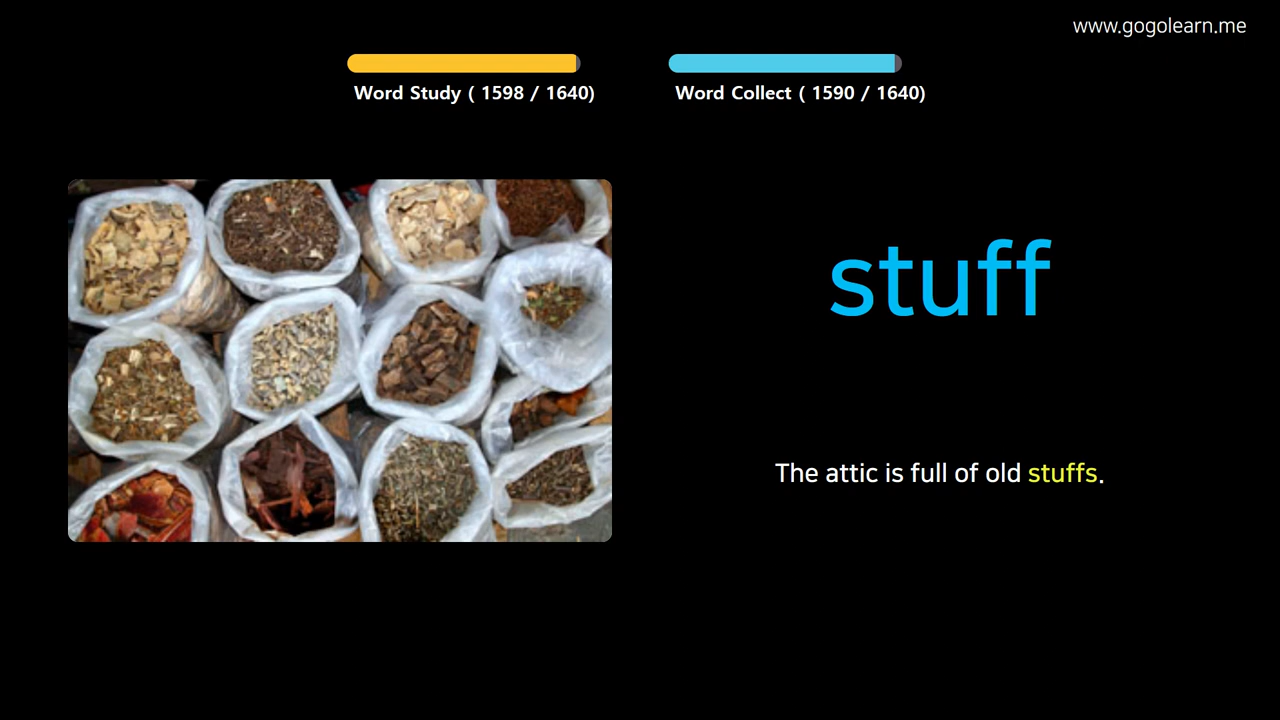 www.gogolearn.me
Word Study ( 1598 / 1640)
Word Collect ( 1590 / 1640)
stuff
The attic is full of old stuffs.